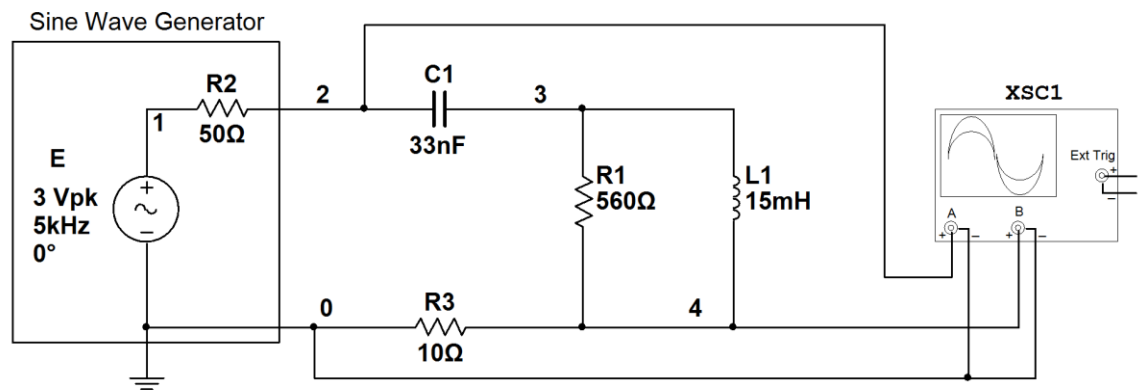 Sine Wave Generator
R2
50Ω
1
2
C1
33nF
3
E
3 Vpk
5kHz
0°
R1
560Ω
L1
15mH
XSC1
Ext Trig
+
−
A
B
+
−
+
−
+
−
0
R3
10Ω
4